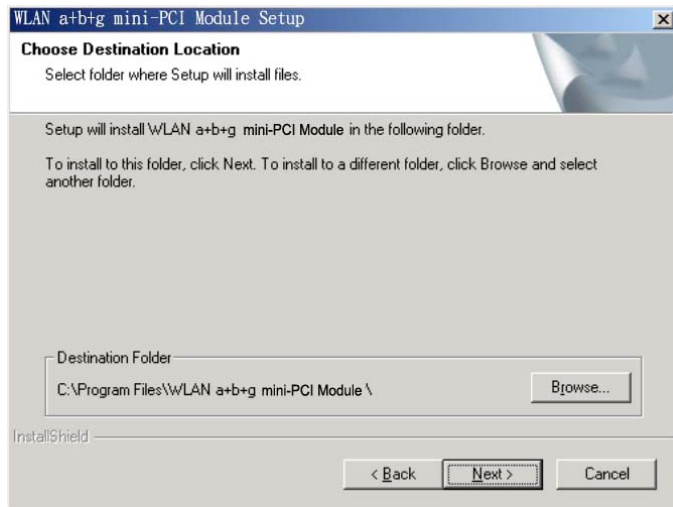 WLAN a+b+g mini-PCI Module Setup
Choose Destination Location
Select folder where Setup will install files.
Setup will install WLAN a+b+g mini-PCI Module in the following folder.
To install to this folder, click Next. To install to a different folder, click Browse and select
another folder.
Destination Folder
C:\Program Files\WLAN a+b+g mini-PCI Module \
Browse...
InstallShield
< Back
Next >
Cancel